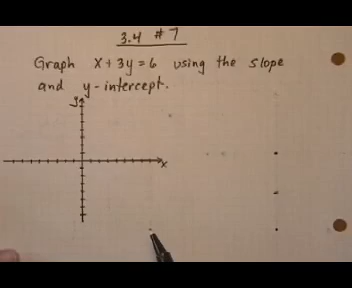 3.4 #7
Graph x + 3y = 6 using the slope
and y-intercept.
y
x